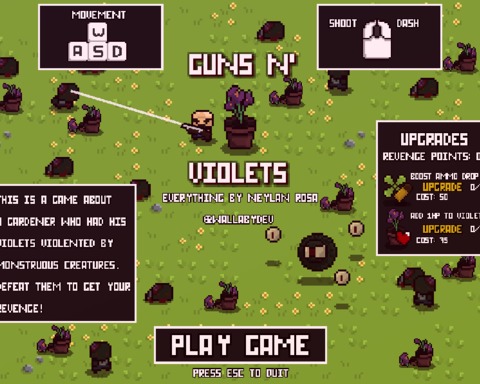 MOVEMENT
W
A S D
SHOOT DASH
GUNS N'
VIOLETS
EVERYTHING BY NEYLAN ROSA
@WALLABYDEV
UPGRADES
REVENGE POINTS: 0
BOOST AMMO DROP
UPGRADE 0/
COST: 50
ADD 1HP TO VIOLET
UPGRADE 0/
COST: 75
THIS IS A GAME ABOUT
A GARDENER WHO HAD HIS
VIOLETS VIOLENTED BY
MONSTRUOUS CREATURES.
DEFEAT THEM TO GET YOUR
REVENGE!
PLAY GAME
PRESS ESC TO QUIT